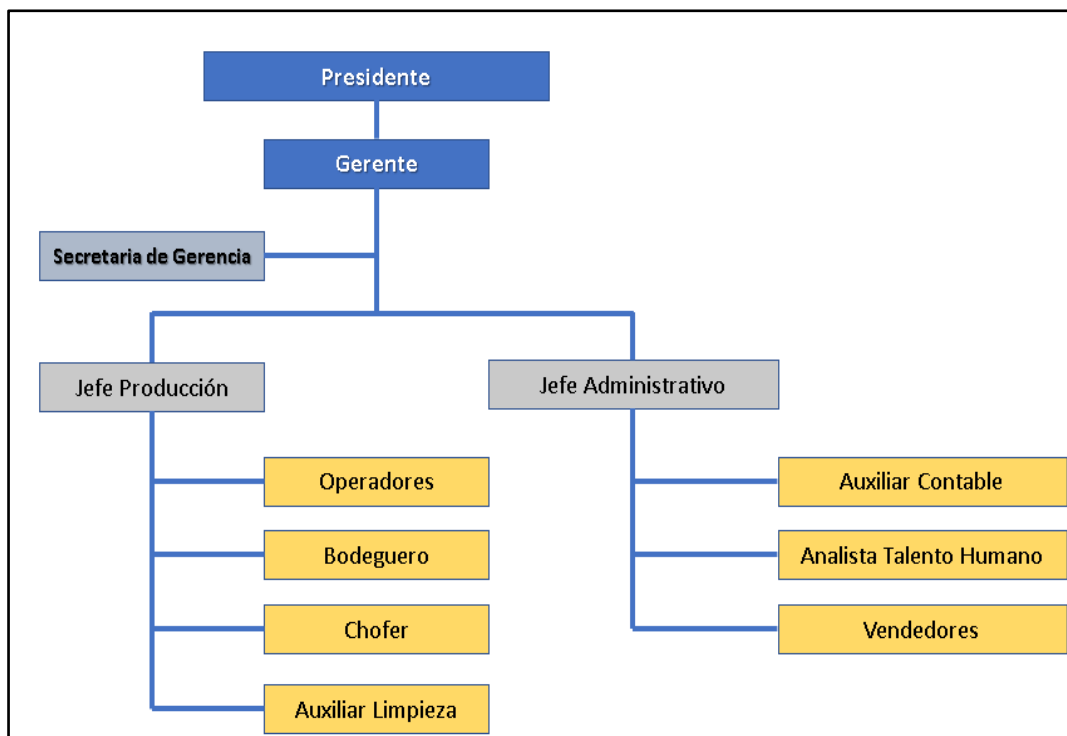 Presidente
Gerente
Secretaria de Gerencia
Jefe Producción
Jefe Administrativo
Operadores
Auxiliar Contable
Bodeguero
Analista Talento Humano
Chofer
Vendedores
Auxiliar Limpieza